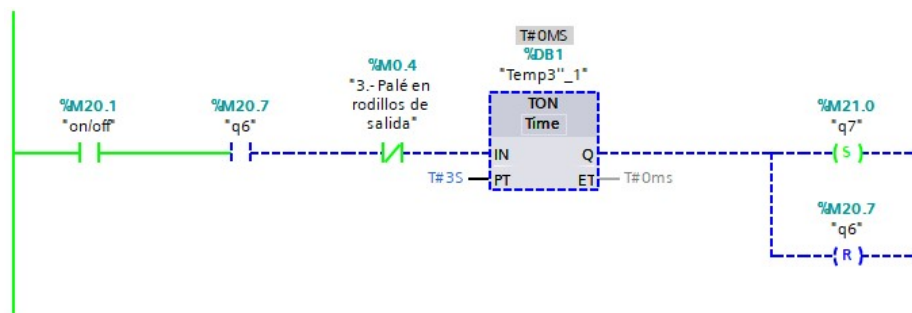 T#0MS
%DB1
"Temp3"_1"
%M0.4
"3.-Palé en
rodillos de
salida"
%M20.1
"on/off"
%M20.7
"q6"
TON
Time
IN
Q
T#3S
PT
ET
T#0ms
%M21.0
"q7"
S
%M20.7
"q6"
R